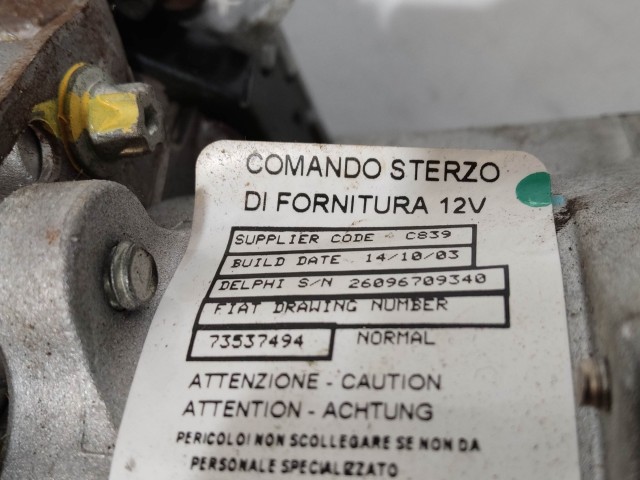 COMANDO STERZO
DI FORNITURA 12V
SUPPLIER CODE - C839
BUILD DATE 14/10/03
DELPHI S/N 26096709340
FIAT DRAWING NUMBER
73537494 NORMAL
ATTENZIONE - CAUTION
ATTENTION - ACHTUNG
PERICOLOI NON SCOLLEGARE SE NON DA
PERSONALE SPECIALIZZATO